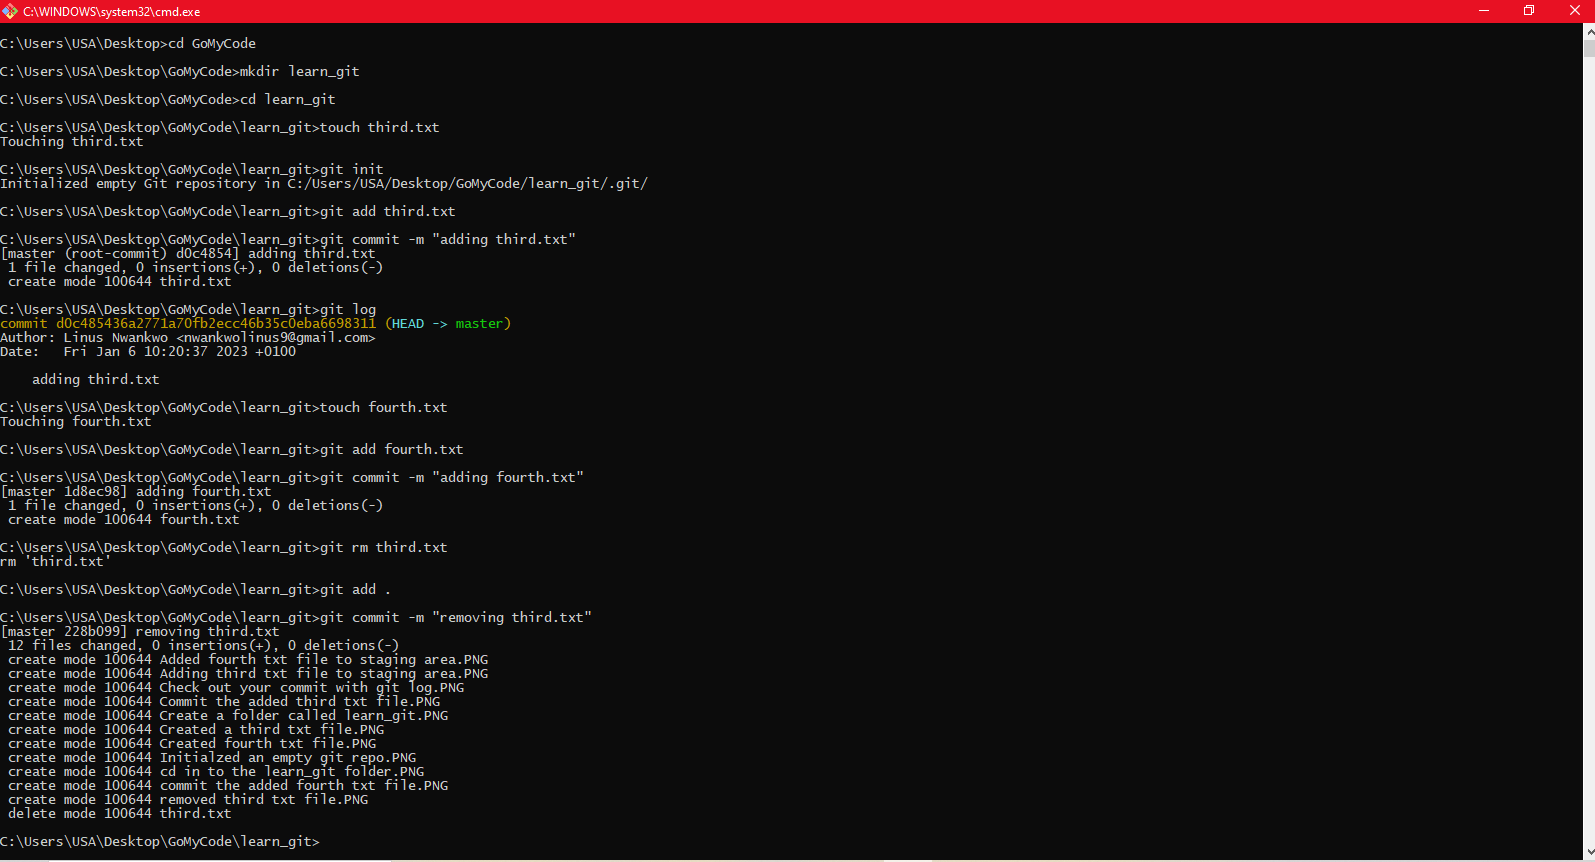 C:\WINDOWS\system32\cmd.exe
C:\Users\USA\Desktop>cd GoMyCode
C:\Users\USA\Desktop\GoMyCode>mkdir learn_git
C:\Users\USA\Desktop\GoMyCode>cd learn_git
C:\Users\USA\Desktop\GoMyCode\learn_git>touch third.txt
Touching third.txt
C:\Users\USA\Desktop\GoMyCode\learn_git>git init
Initialized empty Git repository in C:/Users/USA/Desktop/GoMyCode/learn_git/.git/
C:\Users\USA\Desktop\GoMyCode\learn_git>git add third.txt
C:\Users\USA\Desktop\GoMyCode\learn_git>git commit -m "adding third.txt"
[master (root-commit) d0c4854] adding third.txt
 1 file changed, 0 insertions(+), 0 deletions(-)
 create mode 100644 third.txt
C:\Users\USA\Desktop\GoMyCode\learn_git>git log
commit d0c485436a2771a70fb2ecc46b35c0eba6698311 (HEAD -> master)
Author: Linus Nwankwo <nwankwolinus9@gmail.com>
Date:   Fri Jan 6 10:20:37 2023 +0100
    adding third.txt
C:\Users\USA\Desktop\GoMyCode\learn_git>touch fourth.txt
Touching fourth.txt
C:\Users\USA\Desktop\GoMyCode\learn_git>git add fourth.txt
C:\Users\USA\Desktop\GoMyCode\learn_git>git commit -m "adding fourth.txt"
[master 1d8ec98] adding fourth.txt
 1 file changed, 0 insertions(+), 0 deletions(-)
 create mode 100644 fourth.txt
C:\Users\USA\Desktop\GoMyCode\learn_git>git rm third.txt
rm 'third.txt'
C:\Users\USA\Desktop\GoMyCode\learn_git>git add .
C:\Users\USA\Desktop\GoMyCode\learn_git>git commit -m "removing third.txt"
[master 228b099] removing third.txt
 12 files changed, 0 insertions(+), 0 deletions(-)
 create mode 100644 Added fourth txt file to staging area.PNG
 create mode 100644 Adding third txt file to staging area.PNG
 create mode 100644 Check out your commit with git log.PNG
 create mode 100644 Commit the added third txt file.PNG
 create mode 100644 Create a folder called learn_git.PNG
 create mode 100644 Created a third txt file.PNG
 create mode 100644 Created fourth txt file.PNG
 create mode 100644 Initialzed an empty git repo.PNG
 create mode 100644 cd in to the learn_git folder.PNG
 create mode 100644 commit the added fourth txt file.PNG
 create mode 100644 removed third txt file.PNG
 delete mode 100644 third.txt
C:\Users\USA\Desktop\GoMyCode\learn_git>